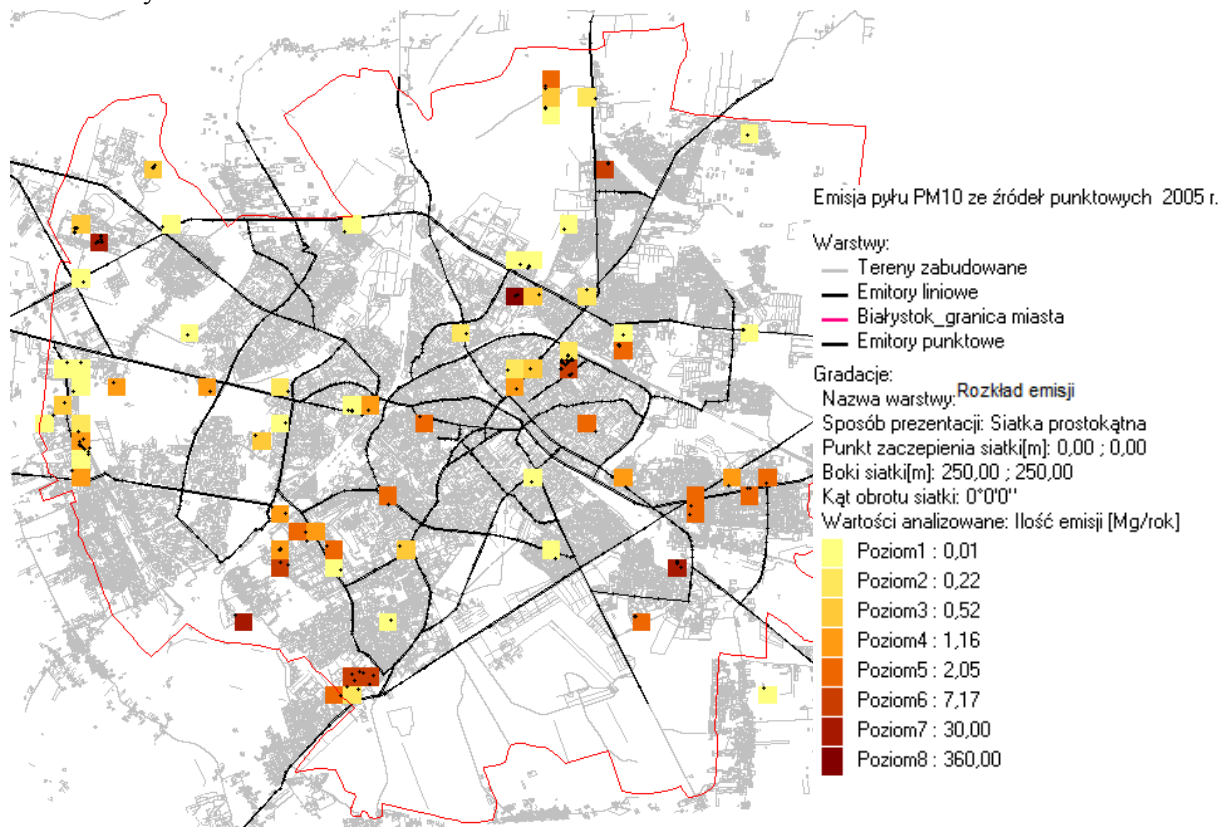 Emisja pyłu PM10 ze źródeł punktowych 2005 r.
Warstwy:
Tereny zabudowane
Emitory liniowe
Białystok_granica miasta
Emitory punktowe
Gradacje:
Nazwa warstwy: Rozkład emisji
Sposób prezentacji: Siatka prostokątna
Punkt zaczepienia siatki[m]: 0,00 ; 0,00
Boki siatki[m]: 250,00 ; 250,00
Kąt obrotu siatki: 0°0'0''
Wartości analizowane: Ilość emisji [Mg/rok]
Poziom1 : 0,01
Poziom2 : 0,22
Poziom3 : 0,52
Poziom4 : 1,16
Poziom5 : 2,05
Poziom6 : 7,17
Poziom7 : 30,00
Poziom8 : 360,00